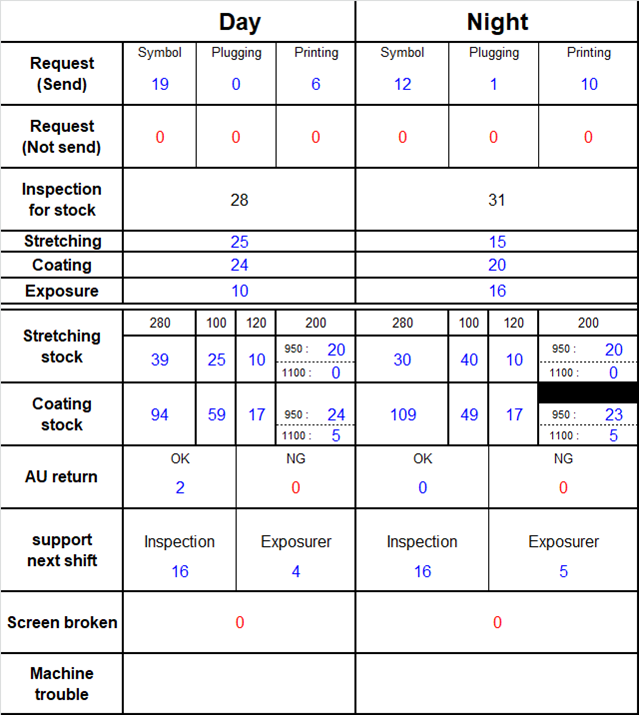 Day Night
Request (Send) Symbol Plugging Printing Symbol Plugging Printing
19 0 6 12 1 10
Request (Not send) 0 0 0 0 0 0
Inspection for stock 28 31
Stretching 25 15
Coating 24 20
Exposure 10 16
280 100 120 200 280 100 120 200
Stretching stock 39 25 10 950 : 20 30 40 10 950 : 20
1100 : 0 1100 : 0
Coating stock 94 59 17 950 : 24 109 49 17 950 : 23
1100 : 5 1100 : 5
AU return OK NG OK NG
2 0 0 0
support next shift Inspection Exposurer Inspection Exposurer
16 4 16 5
Screen broken 0 0
Machine trouble